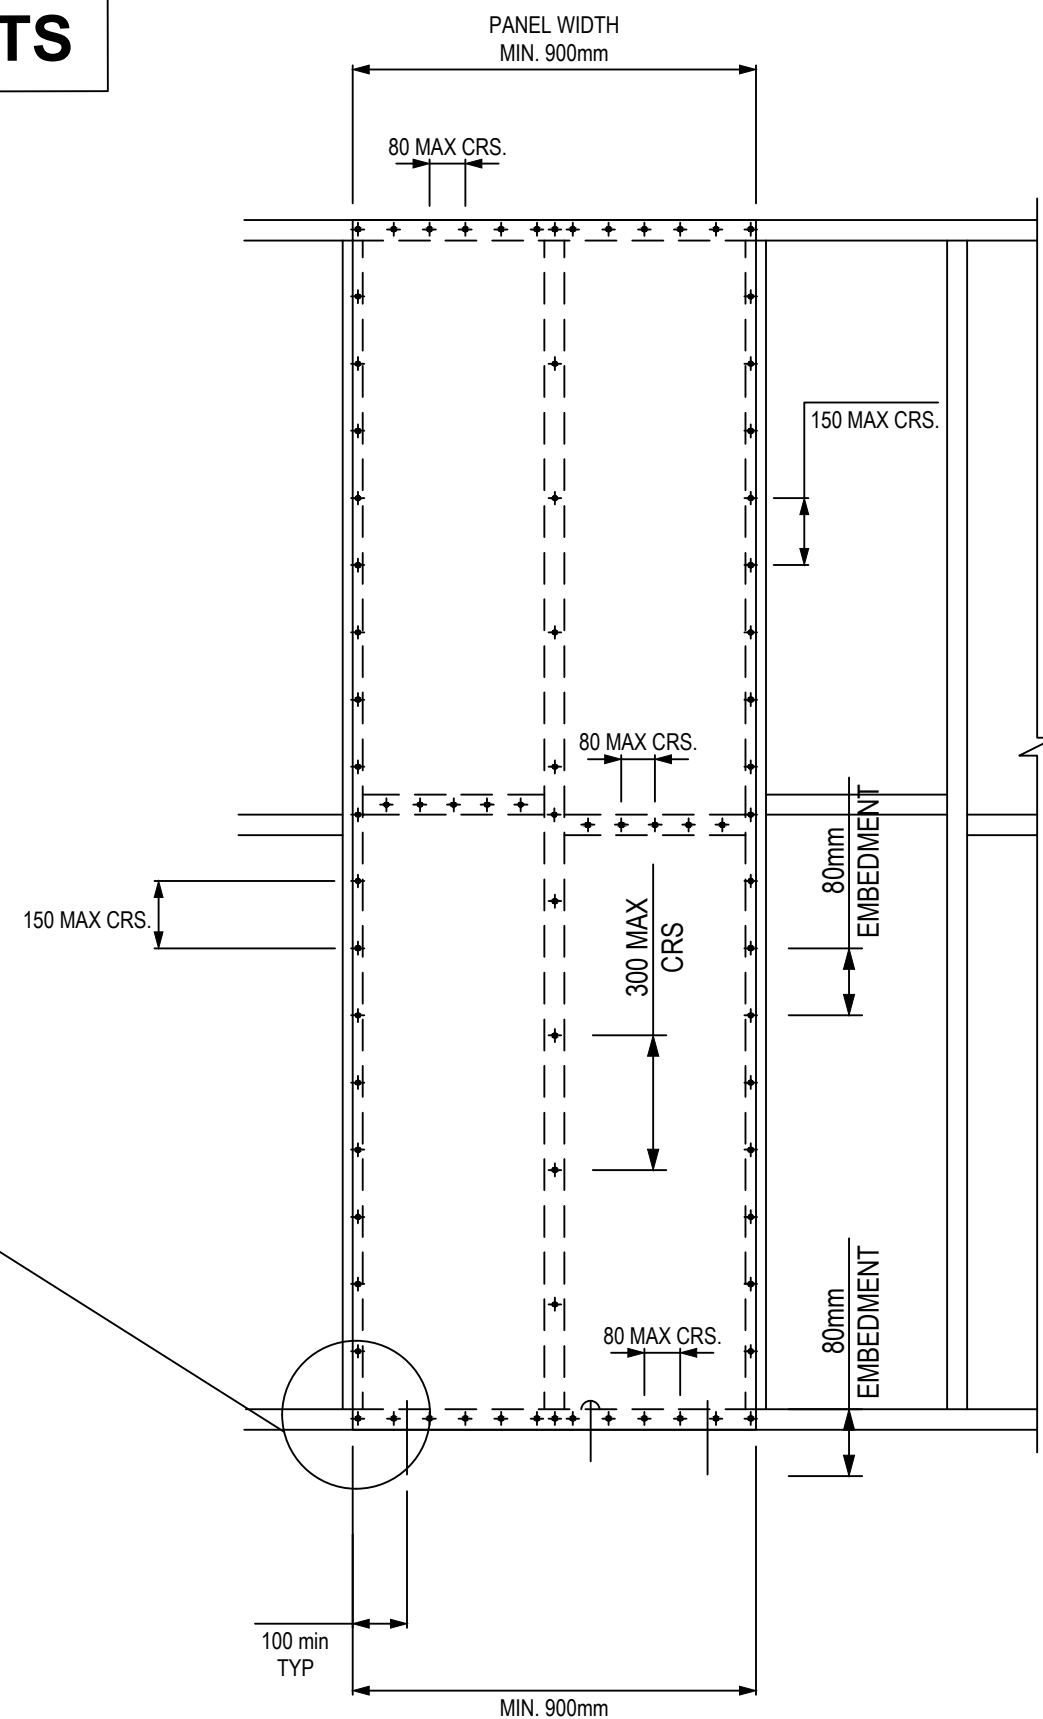 TS
PANEL WIDTH
MIN. 900mm
80 MAX CRS.
150 MAX CRS.
80 MAX CRS.
80mm
EMBEDMENT
150 MAX CRS.
300 MAX
CRS
80 MAX CRS.
80mm
EMBEDMENT
100 min
TYP
MIN. 900mm